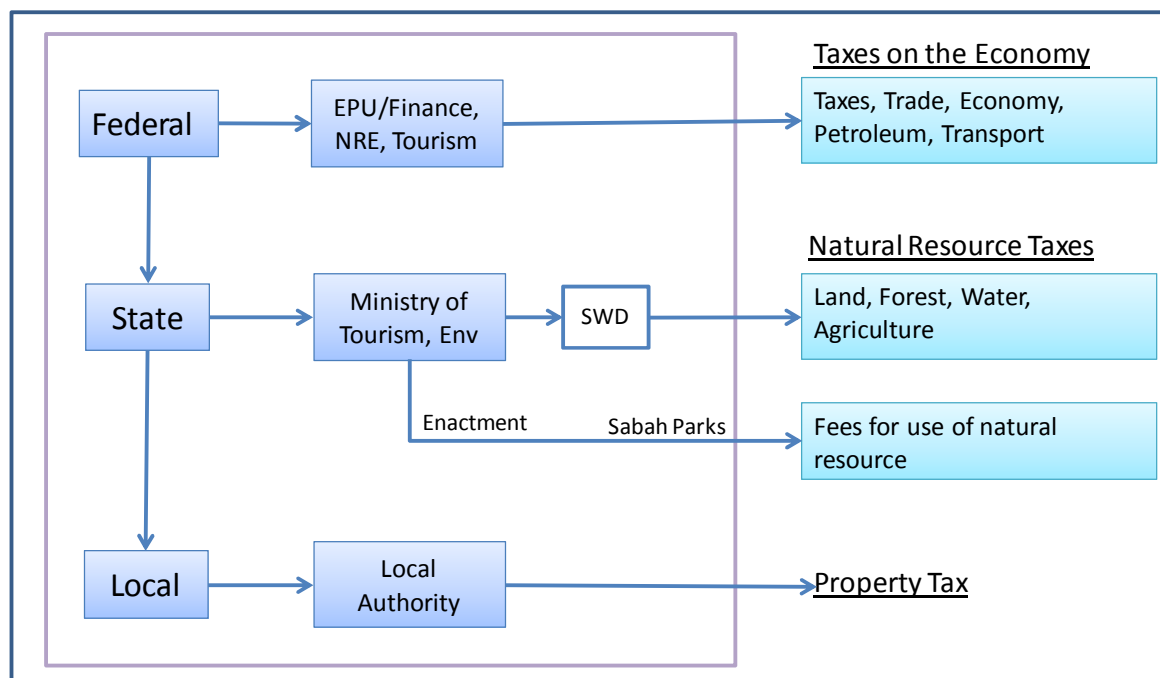 Taxes on the Economy
Federal
EPU/Finance,
NRE, Tourism
Taxes, Trade, Economy,
Petroleum, Transport
Natural Resource Taxes
State
Ministry of
Tourism, Env
SWD
Land, Forest, Water,
Agriculture
Enactment
Sabah Parks
Fees for use of natural
resource
Local
Local
Authority
Property Tax